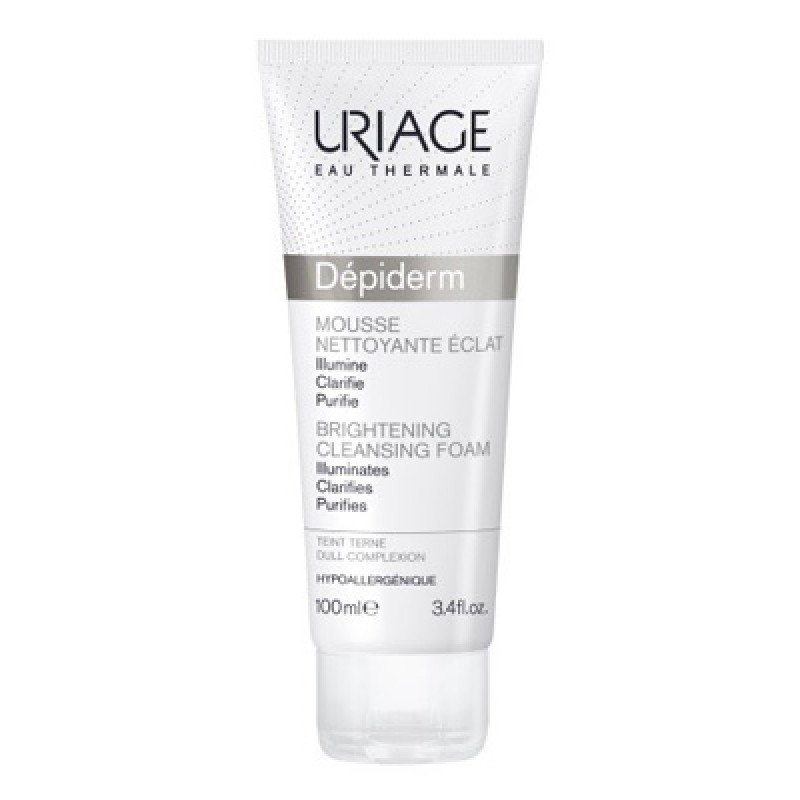 URIAGE
EAU THERMALE
Dépiderm
MOUSSE
NETTOYANTE ÉCLAT
Illumine
Clarifie
Purifie
BRIGHTENING
CLEANSING FOAM
Illuminates
Clarifies
Purifies
TEINT TERNE
DULL COMPLEXION
HYPOALLERGÉNIQUE
100ml℮ 3.4fl.oz.